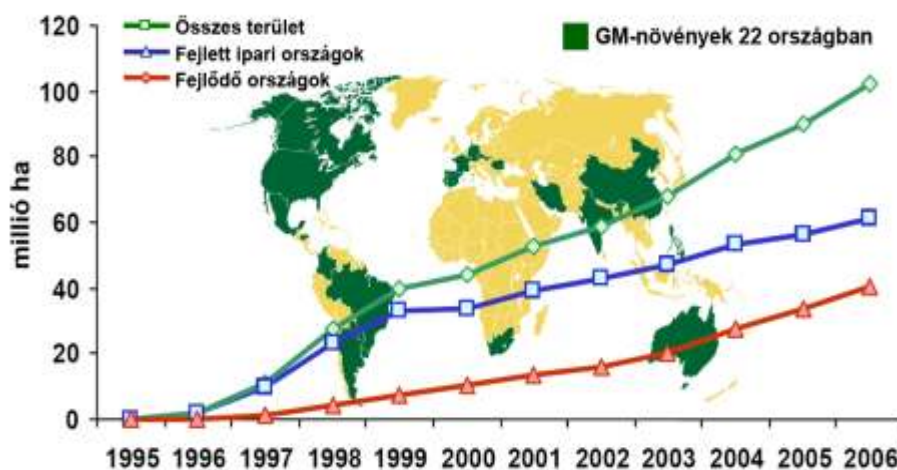 120
100
80
60
40
20
0
millió ha
Összes terület
Fejlett ipari országok
Fejlődő országok
GM-növények 22 országban
1995 1996 1997 1998 1999 2000 2001 2002 2003 2004 2005 2006